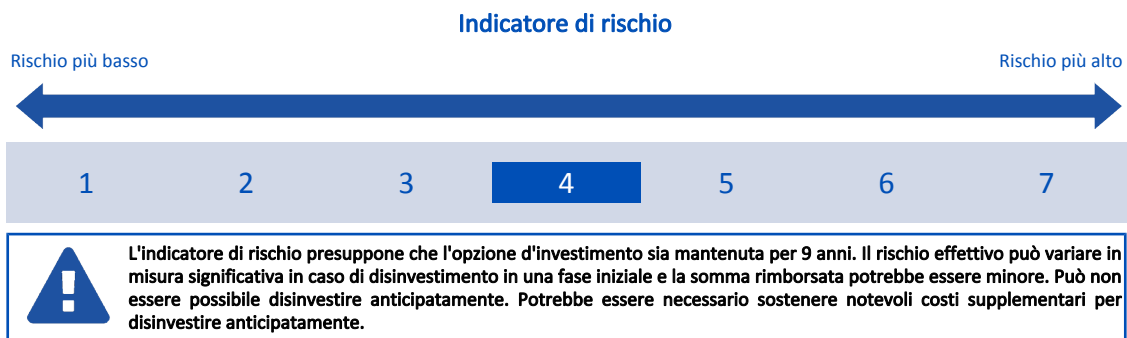 Indicatore di rischio
Rischio più basso
Rischio più alto
1 2 3 4 5 6 7
L'indicatore di rischio presuppone che l'opzione d'investimento sia mantenuta per 9 anni. Il rischio effettivo può variare in
misura significativa in caso di disinvestimento in una fase iniziale e la somma rimborsata potrebbe essere minore. Può non
essere possibile disinvestire anticipatamente. Potrebbe essere necessario sostenere notevoli costi supplementari per
disinvestire anticipatamente.